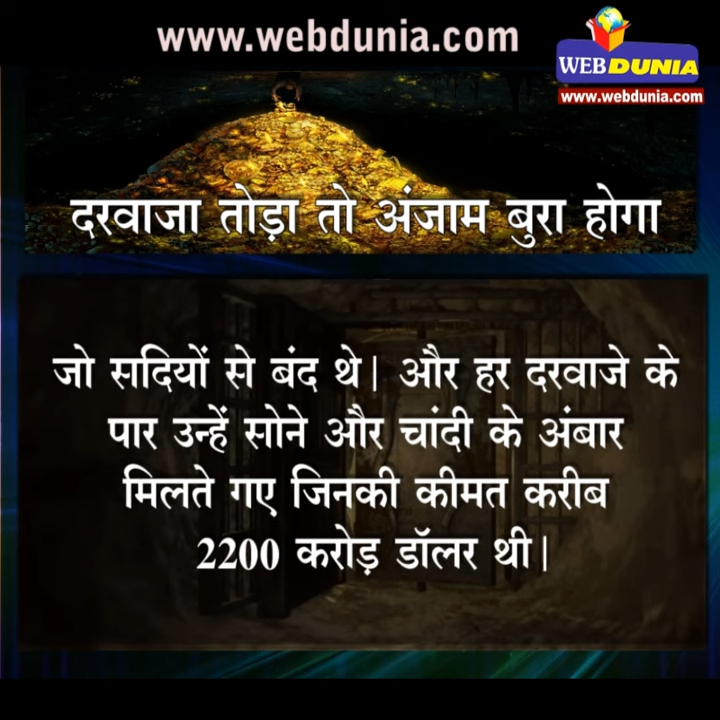 www.webdunia.com
WEBDUNIA
www.webdunia.com
दरवाजा तोड़ा तो अंजाम बुरा होगा
जो सदियों से बंद थे। और हर दरवाजे के
पार उन्हें सोने और चांदी के अंबार
मिलते गए जिनकी कीमत करीब
2200 करोड़ डॉलर थी।